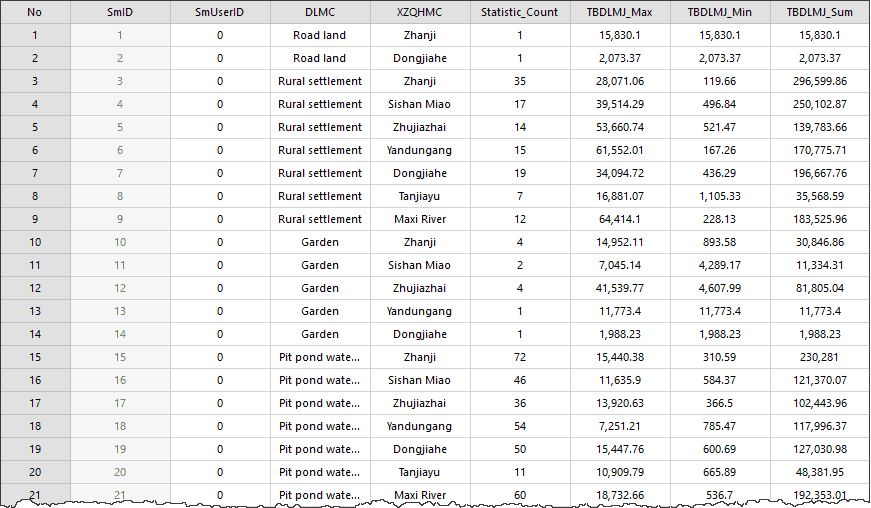 No SmID SmUserID DLMC XZQHMC Statistic_Count TBDLMJ_Max TBDLMJ_Min TBDLMJ_Sum
1 1 0 Road land Zhanji 1 15,830.1 15,830.1 15,830.1
2 2 0 Road land Dongjiahe 1 2,073.37 2,073.37 2,073.37
3 3 0 Rural settlement Zhanji 35 28,071.06 119.66 296,599.86
4 4 0 Rural settlement Sishan Miao 17 39,514.29 496.84 250,102.87
5 5 0 Rural settlement Zhujiazhai 14 53,660.74 521.47 139,783.66
6 6 0 Rural settlement Yandungang 15 61,552.01 167.26 170,775.71
7 7 0 Rural settlement Dongjiahe 19 34,094.72 436.29 196,667.76
8 8 0 Rural settlement Tanjiayu 7 16,881.07 1,105.33 35,568.59
9 9 0 Rural settlement Maxi River 12 64,414.1 228.13 183,525.96
10 10 0 Garden Zhanji 4 14,952.11 893.58 30,846.86
11 11 0 Garden Sishan Miao 2 7,045.14 4,289.17 11,334.31
12 12 0 Garden Zhujiazhai 4 41,539.77 4,607.99 81,805.04
13 13 0 Garden Yandungang 1 11,773.4 11,773.4 11,773.4
14 14 0 Garden Dongjiahe 1 1,988.23 1,988.23 1,988.23
15 15 0 Pit pond wate... Zhanji 72 15,440.38 310.59 230,281
16 16 0 Pit pond wate... Sishan Miao 46 11,635.9 584.37 121,370.07
17 17 0 Pit pond wate... Zhujiazhai 36 13,920.63 366.5 102,443.96
18 18 0 Pit pond wate... Yandungang 54 7,251.21 785.47 117,996.37
19 19 0 Pit pond wate... Dongjiahe 50 15,447.76 600.69 127,030.98
20 20 0 Pit pond wate... Tanjiayu 11 10,909.79 665.89 48,381.95
21 21 0 Pit pond wate... Maxi River 60 18,732.66 536.7 192,353.01